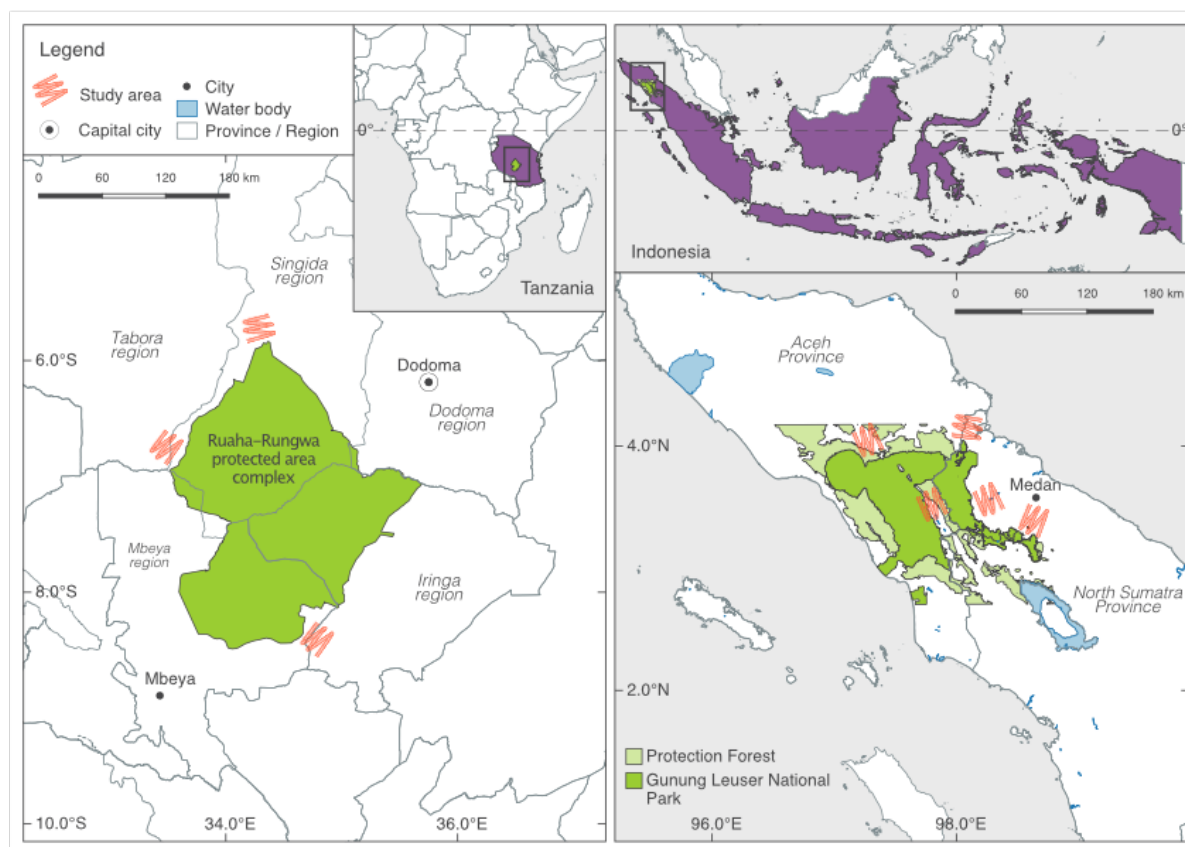 Legend
Study area
Capital city
City
Water body
Province / Region
0 60 120 180 km
Singida
region
Tabora
region
6.0°S
Dodoma
Dodoma
region
Ruaha–Rungwa
protected area
complex
Mbeya
region
8.0°S
Iringa
region
Mbeya
10.0°S
34.0°E
36.0°E
0°
Tanzania
0°
Indonesia
0 60 120 180 km
Aceh
Province
4.0°N
Medan
North Sumatra
Province
2.0°N
Protection Forest
Gunung Leuser National
Park
96.0°E
98.0°E